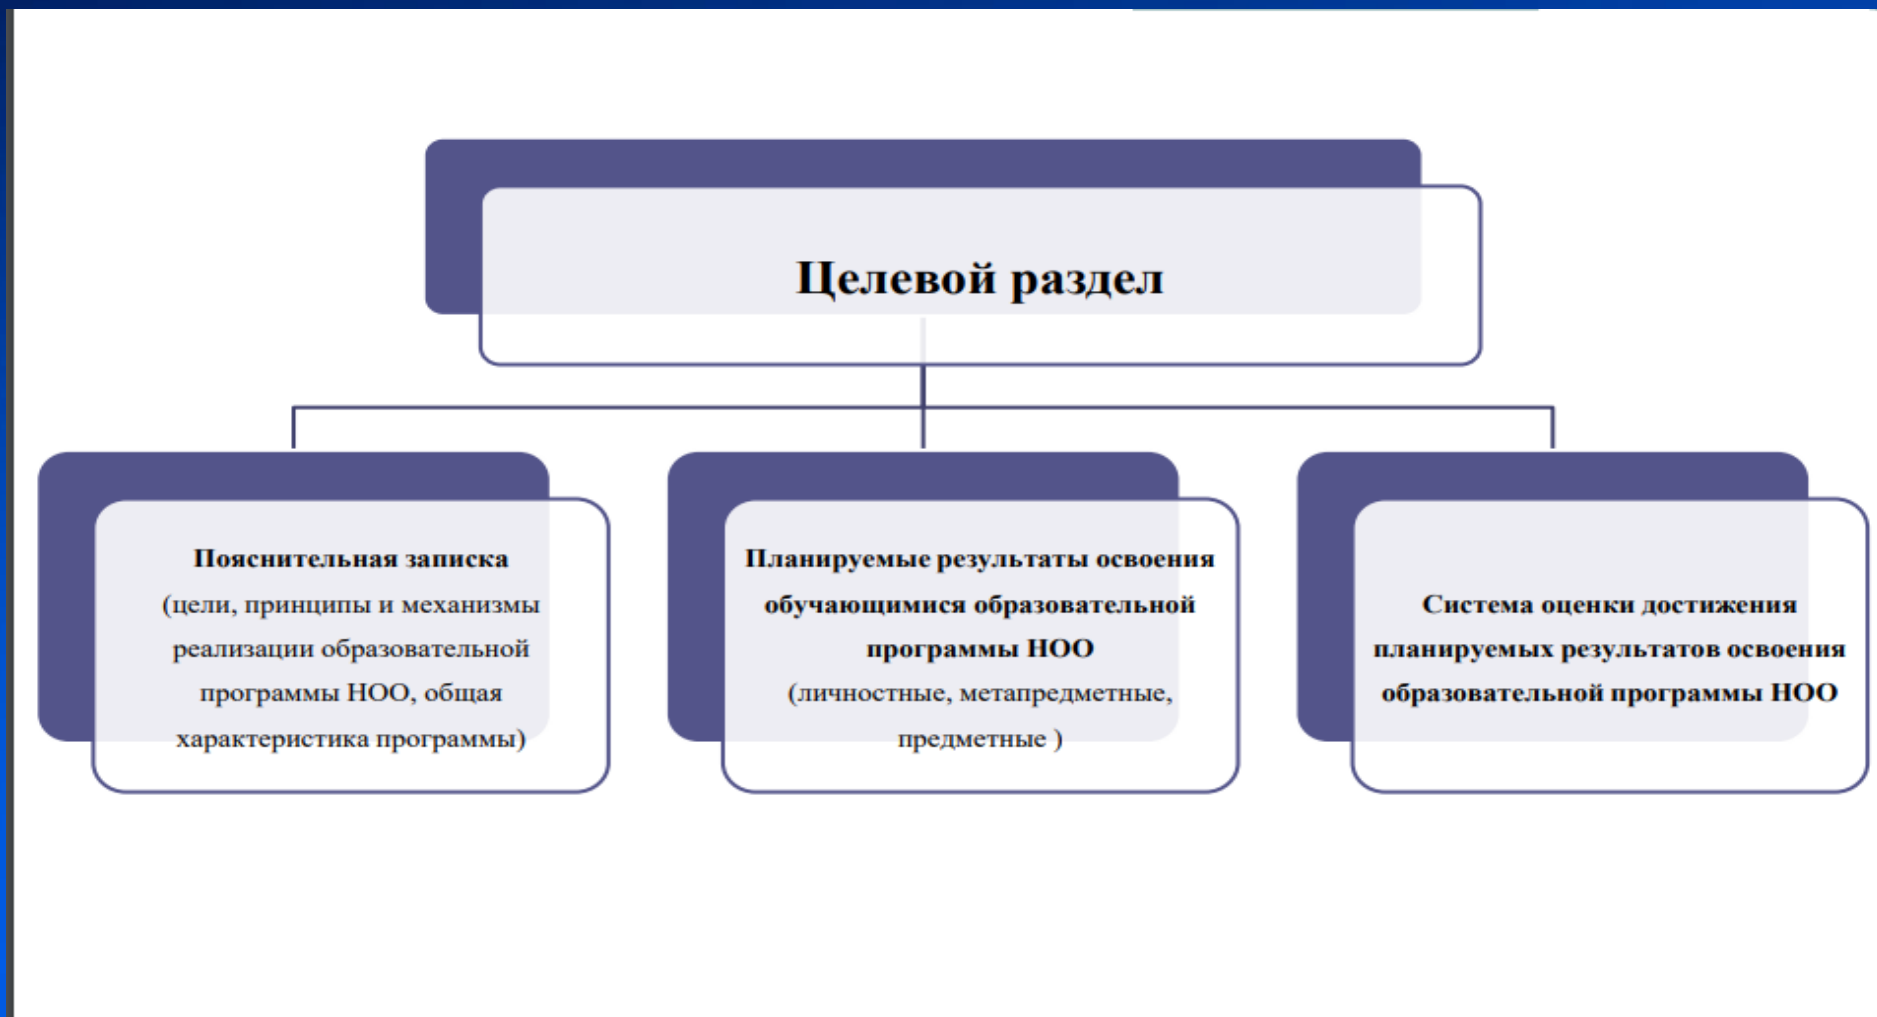 Целевой раздел
Пояснительная записка
(цели, принципы и механизмы
реализации образовательной
программы НОО, общая
характеристика программы)
Планируемые результаты освоения
обучающимися образовательной
программы НОО
(личностные, метапредметные,
предметные )
Система оценки достижения
планируемых результатов освоения
образовательной программы НОО